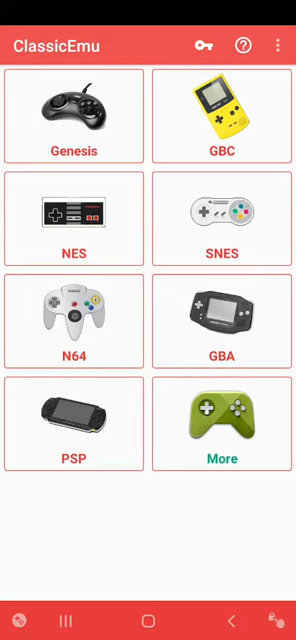 ClassicEmu
Genesis
GBC
NES
SNES
N64
GBA
PSP
More